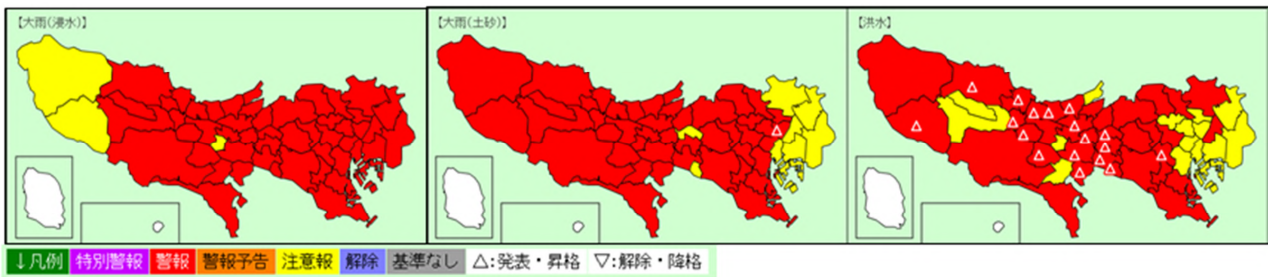 【大雨(浸水)】
【大雨(土砂)】
【洪水】
↓凡例 特別警報 警報 警報予告 注意報 解除 基準なし △:発表・昇格 ▽:解除・降格